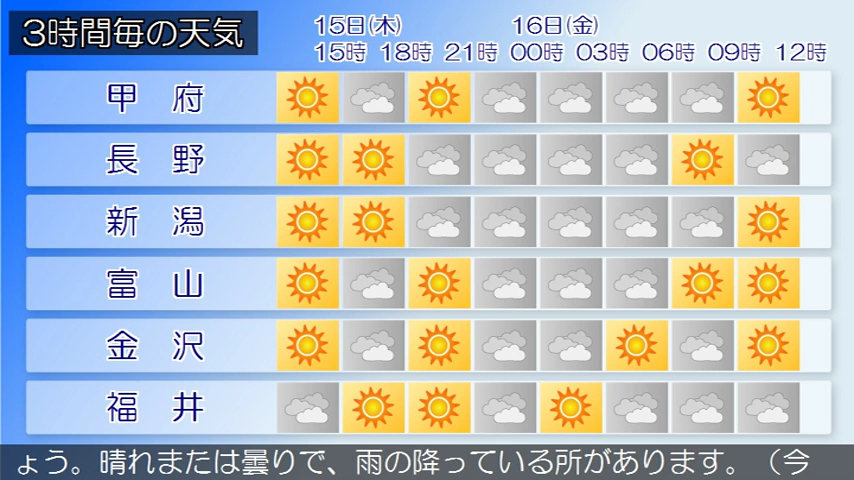 3時間毎の天気
15日(木) 16日(金)
15時 18時 21時 00時 03時 06時 09時 12時
甲府
長野
新潟
富山
金沢
福井
ょう。晴れまたは曇りで、雨の降っている所があります。（今